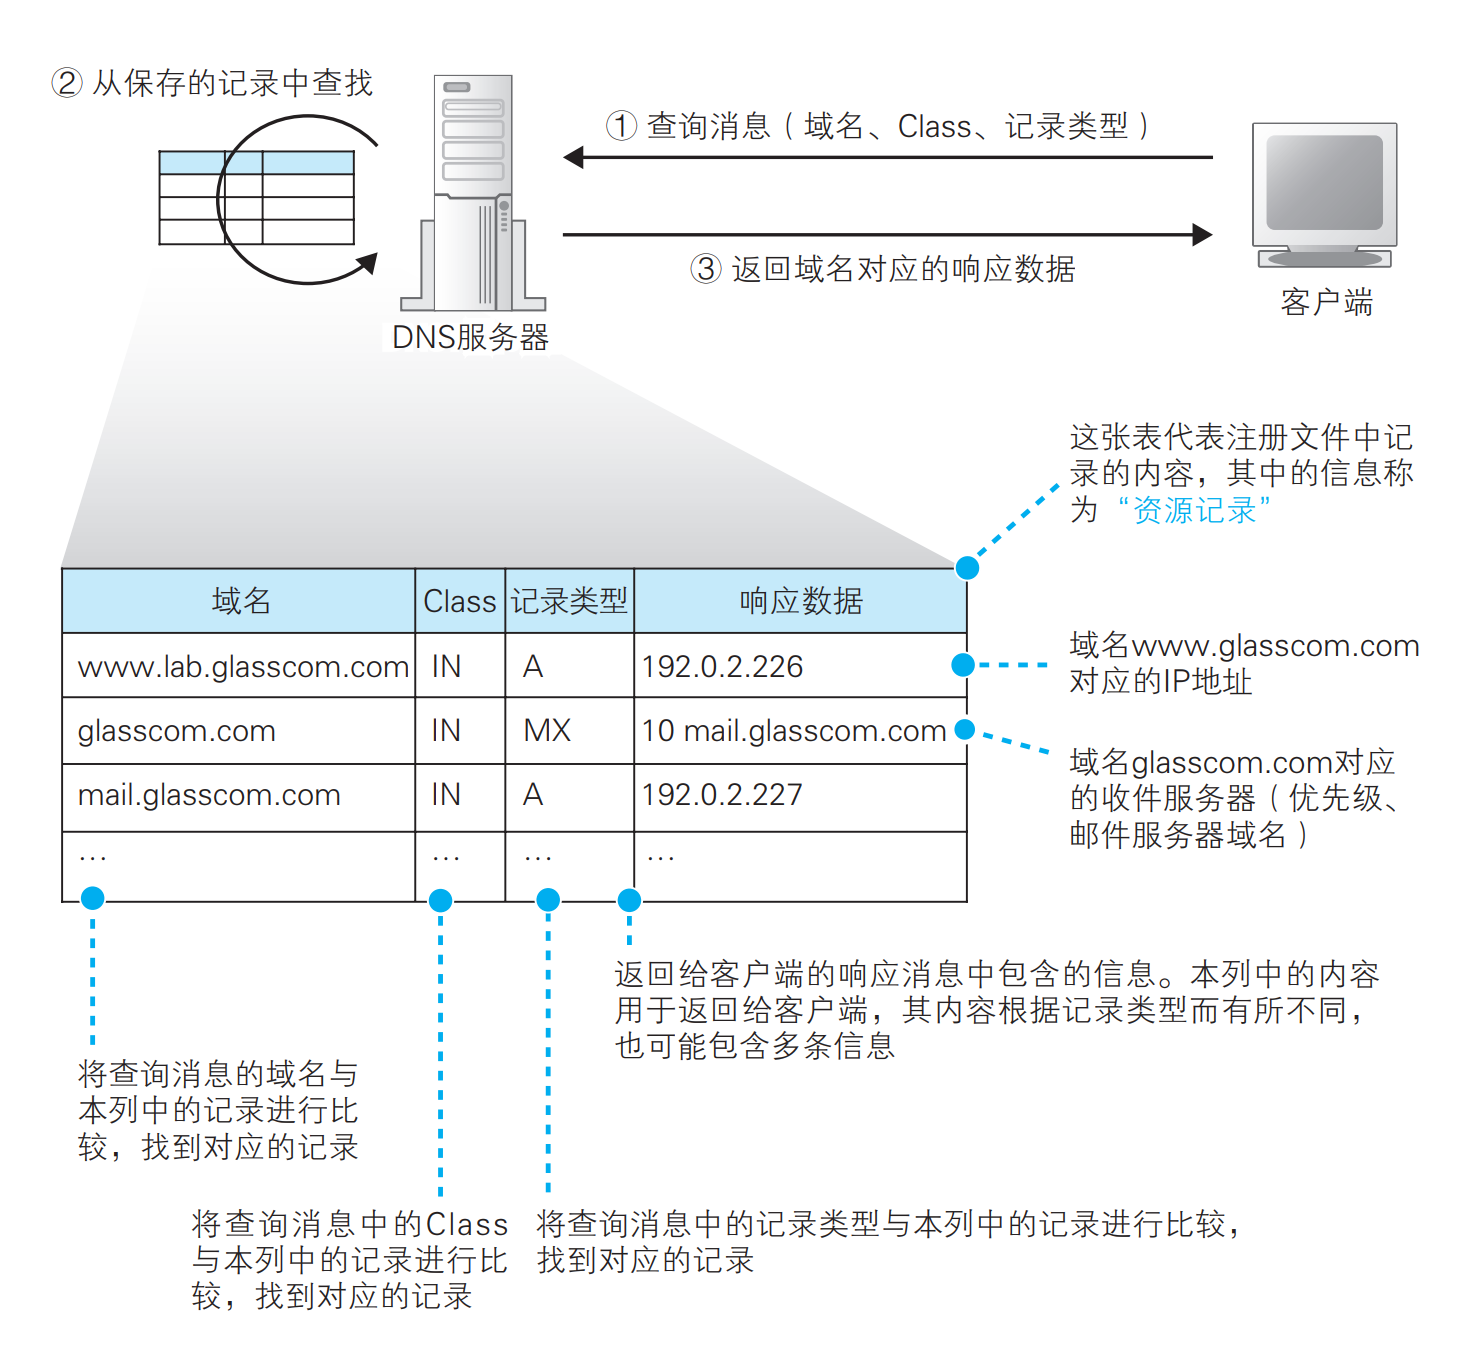 ② 从保存的记录中查找
① 查询消息（域名、Class、记录类型）
③ 返回域名对应的响应数据
DNS服务器
客户端
这张表代表注册文件中记
录的内容，其中的信息称
为“资源记录”
域名 Class 记录类型 响应数据
www.lab.glasscom.com IN A 192.0.2.226
glasscom.com IN MX 10 mail.glasscom.com
mail.glasscom.com IN A 192.0.2.227
… … … …
域名www.glasscom.com
对应的IP地址
域名glasscom.com对应
的收件服务器（优先级、
邮件服务器域名）
返回给客户端的响应消息中包含的信息。本列中的内容
用于返回给客户端，其内容根据记录类型而有所不同，
也可能包含多条信息
将查询消息的域名与
本列中的记录进行比
较，找到对应的记录
将查询消息中的Class
与本列中的记录进行比
较，找到对应的记录
将查询消息中的记录类型与本列中的记录进行比较，
找到对应的记录